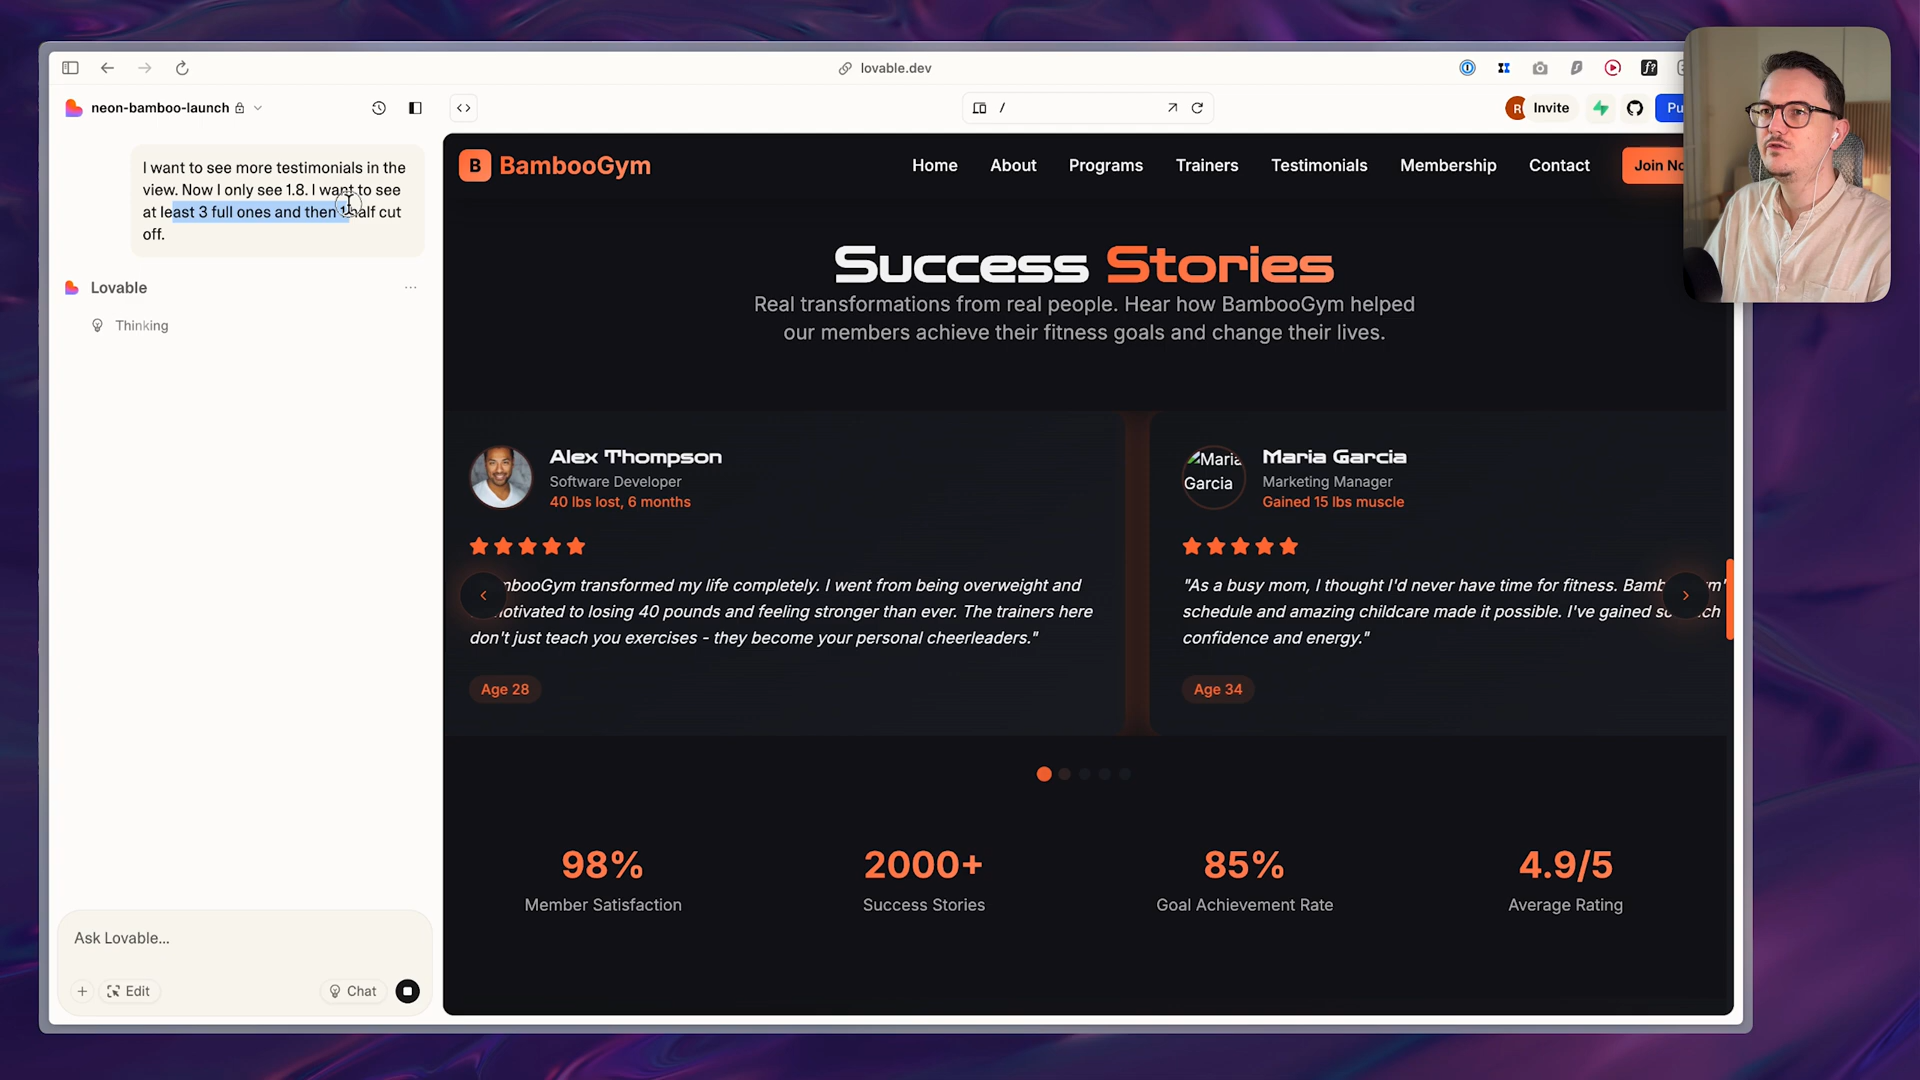 lovable.dev
neon-bamboo-launch
/
R
Invite
Pu
I want to see more testimonials in the
view. Now I only see 1.8. I want to see
at least 3 full ones and then 1 half cut
off.
Lovable
Thinking
Ask Lovable...
Edit
Chat
B BambooGym
Home
About
Programs
Trainers
Testimonials
Membership
Contact
Join No
Success Stories
Real transformations from real people. Hear how BambooGym helped
our members achieve their fitness goals and change their lives.
Alex Thompson
Software Developer
40 lbs lost, 6 months
nbooGym transformed my life completely. I went from being overweight and
otivated to losing 40 pounds and feeling stronger than ever. The trainers here
don't just teach you exercises - they become your personal cheerleaders."
Age 28
Maria
Garcia
Maria Garcia
Marketing Manager
Gained 15 lbs muscle
"As a busy mom, I thought I'd never have time for fitness. Bamb
schedule and amazing childcare made it possible. I've gained so
confidence and energy."
Age 34
98%
Member Satisfaction
2000+
Success Stories
85%
Goal Achievement Rate
4.9/5
Average Rating